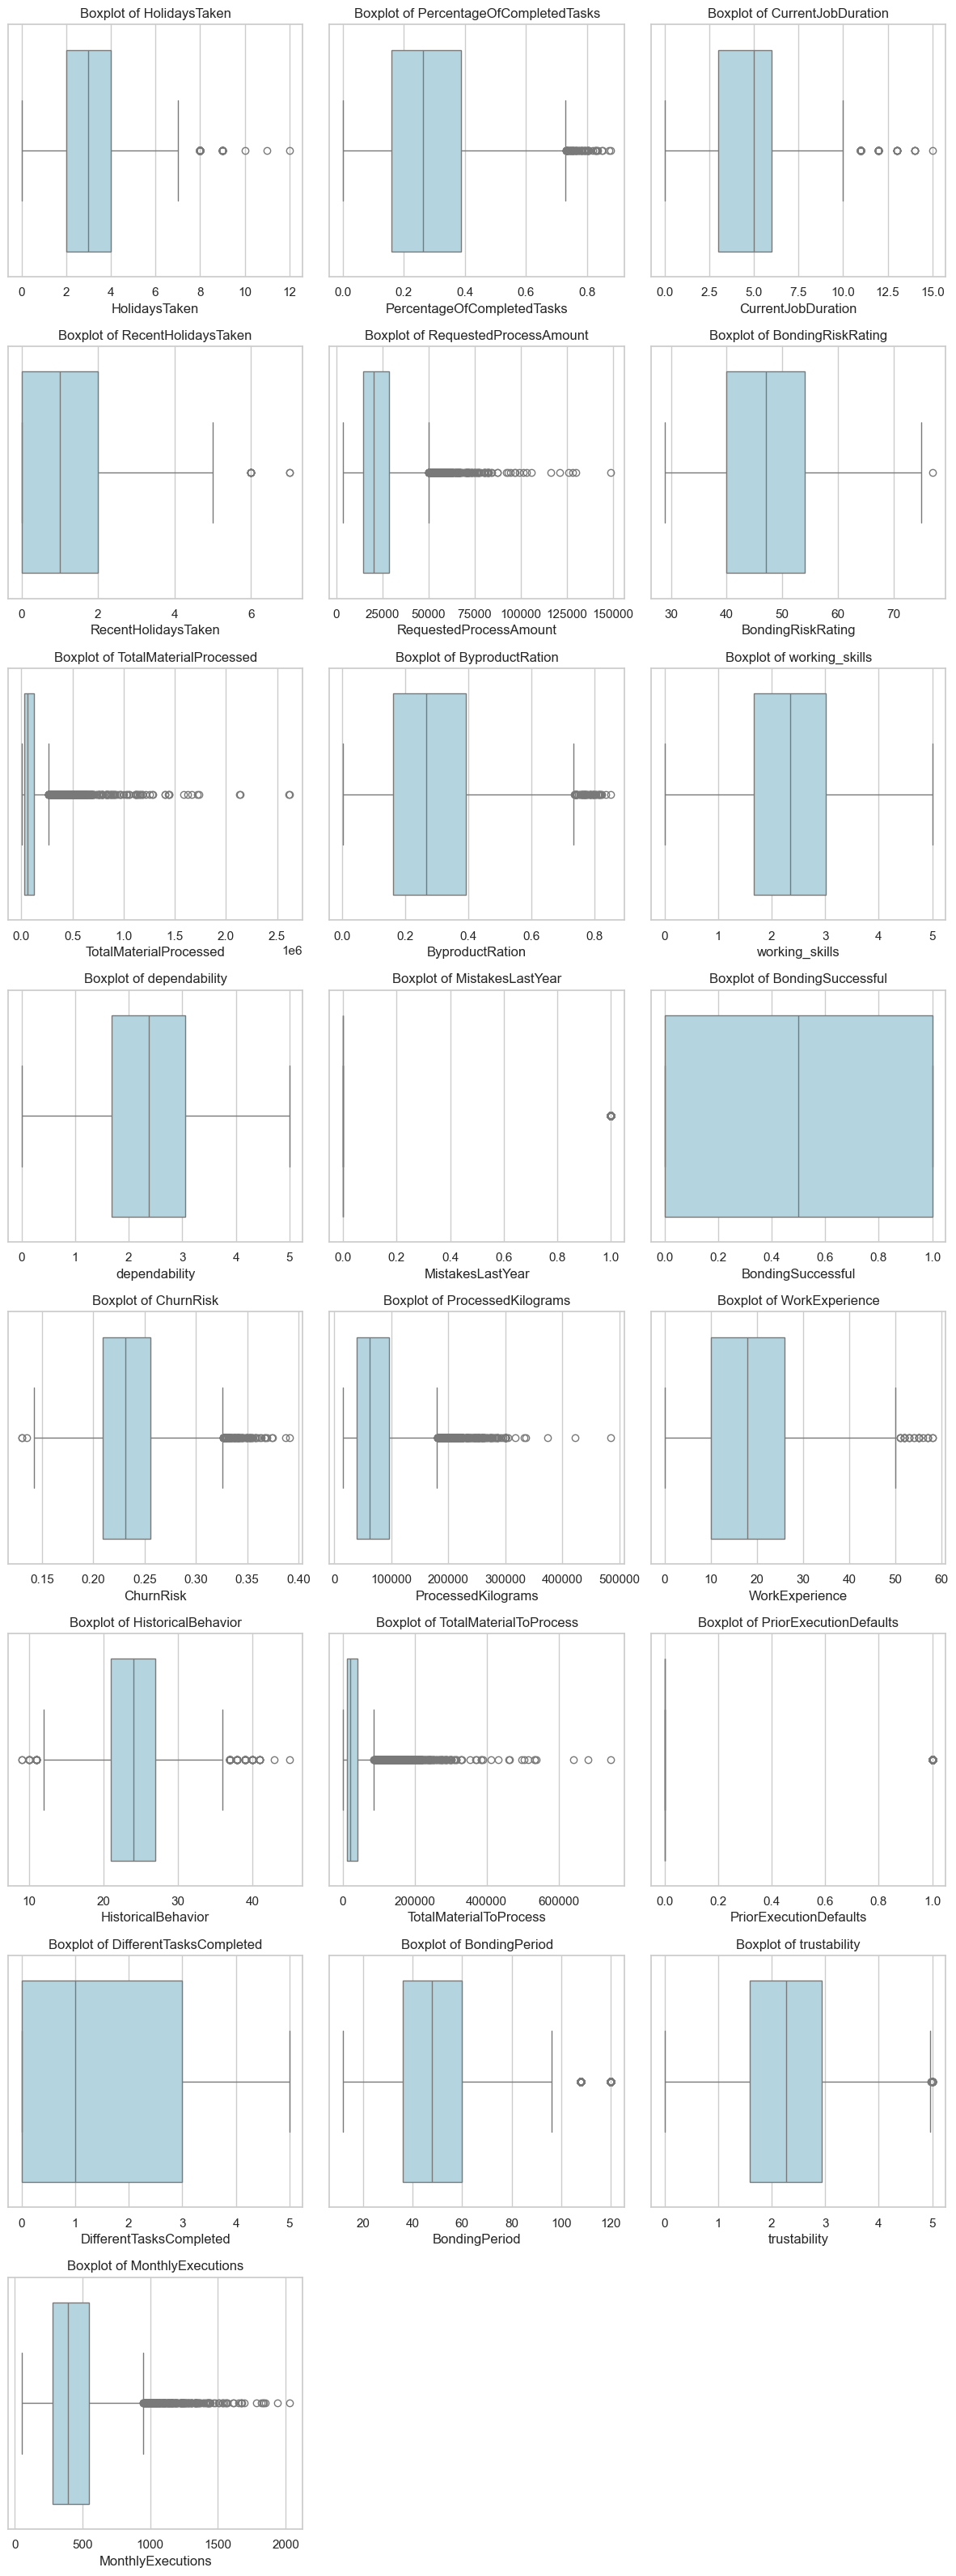 Boxplot of HolidaysTaken
0 2 4 6 8 10 12
HolidaysTaken
Boxplot of PercentageOfCompletedTasks
0.0 0.2 0.4 0.6 0.8
PercentageOfCompletedTasks
Boxplot of CurrentJobDuration
0.0 2.5 5.0 7.5 10.0 12.5 15.0
CurrentJobDuration
Boxplot of RecentHolidaysTaken
0 2 4 6
RecentHolidaysTaken
Boxplot of RequestedProcessAmount
0 25000 50000 75000 100000 125000 150000
RequestedProcessAmount
Boxplot of BondingRiskRating
30 40 50 60 70
BondingRiskRating
Boxplot of TotalMaterialProcessed
0.0 0.5 1.0 1.5 2.0 2.5
TotalMaterialProcessed 1e6
Boxplot of ByproductRation
0.0 0.2 0.4 0.6 0.8
ByproductRation
Boxplot of working_skills
0 1 2 3 4 5
working_skills
Boxplot of dependability
0 1 2 3 4 5
dependability
Boxplot of MistakesLastYear
0.0 0.2 0.4 0.6 0.8 1.0
MistakesLastYear
Boxplot of BondingSuccessful
0.0 0.2 0.4 0.6 0.8 1.0
BondingSuccessful
Boxplot of ChurnRisk
0.15 0.20 0.25 0.30 0.35 0.40
ChurnRisk
Boxplot of ProcessedKilograms
0 100000 200000 300000 400000 500000
ProcessedKilograms
Boxplot of WorkExperience
0 10 20 30 40 50 60
WorkExperience
Boxplot of HistoricalBehavior
10 20 30 40
HistoricalBehavior
Boxplot of TotalMaterialToProcess
0 200000 400000 600000
TotalMaterialToProcess
Boxplot of PriorExecutionDefaults
0.0 0.2 0.4 0.6 0.8 1.0
PriorExecutionDefaults
Boxplot of DifferentTasksCompleted
0 1 2 3 4 5
DifferentTasksCompleted
Boxplot of BondingPeriod
20 40 60 80 100 120
BondingPeriod
Boxplot of trustability
0 1 2 3 4 5
trustability
Boxplot of MonthlyExecutions
0 500 1000 1500 2000
MonthlyExecutions